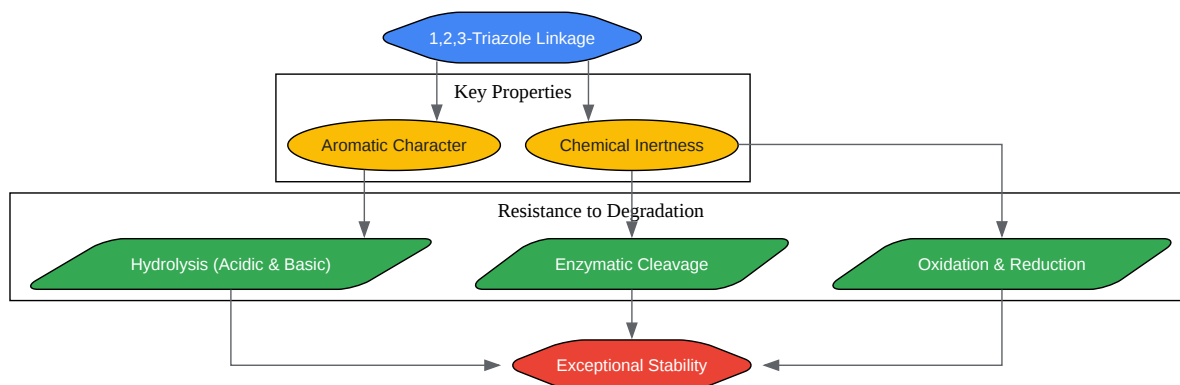 1,2,3-Triazole Linkage
Key Properties
Aromatic Character
Chemical Inertness
Resistance to Degradation
Hydrolysis (Acidic & Basic)
Enzymatic Cleavage
Oxidation & Reduction
Exceptional Stability